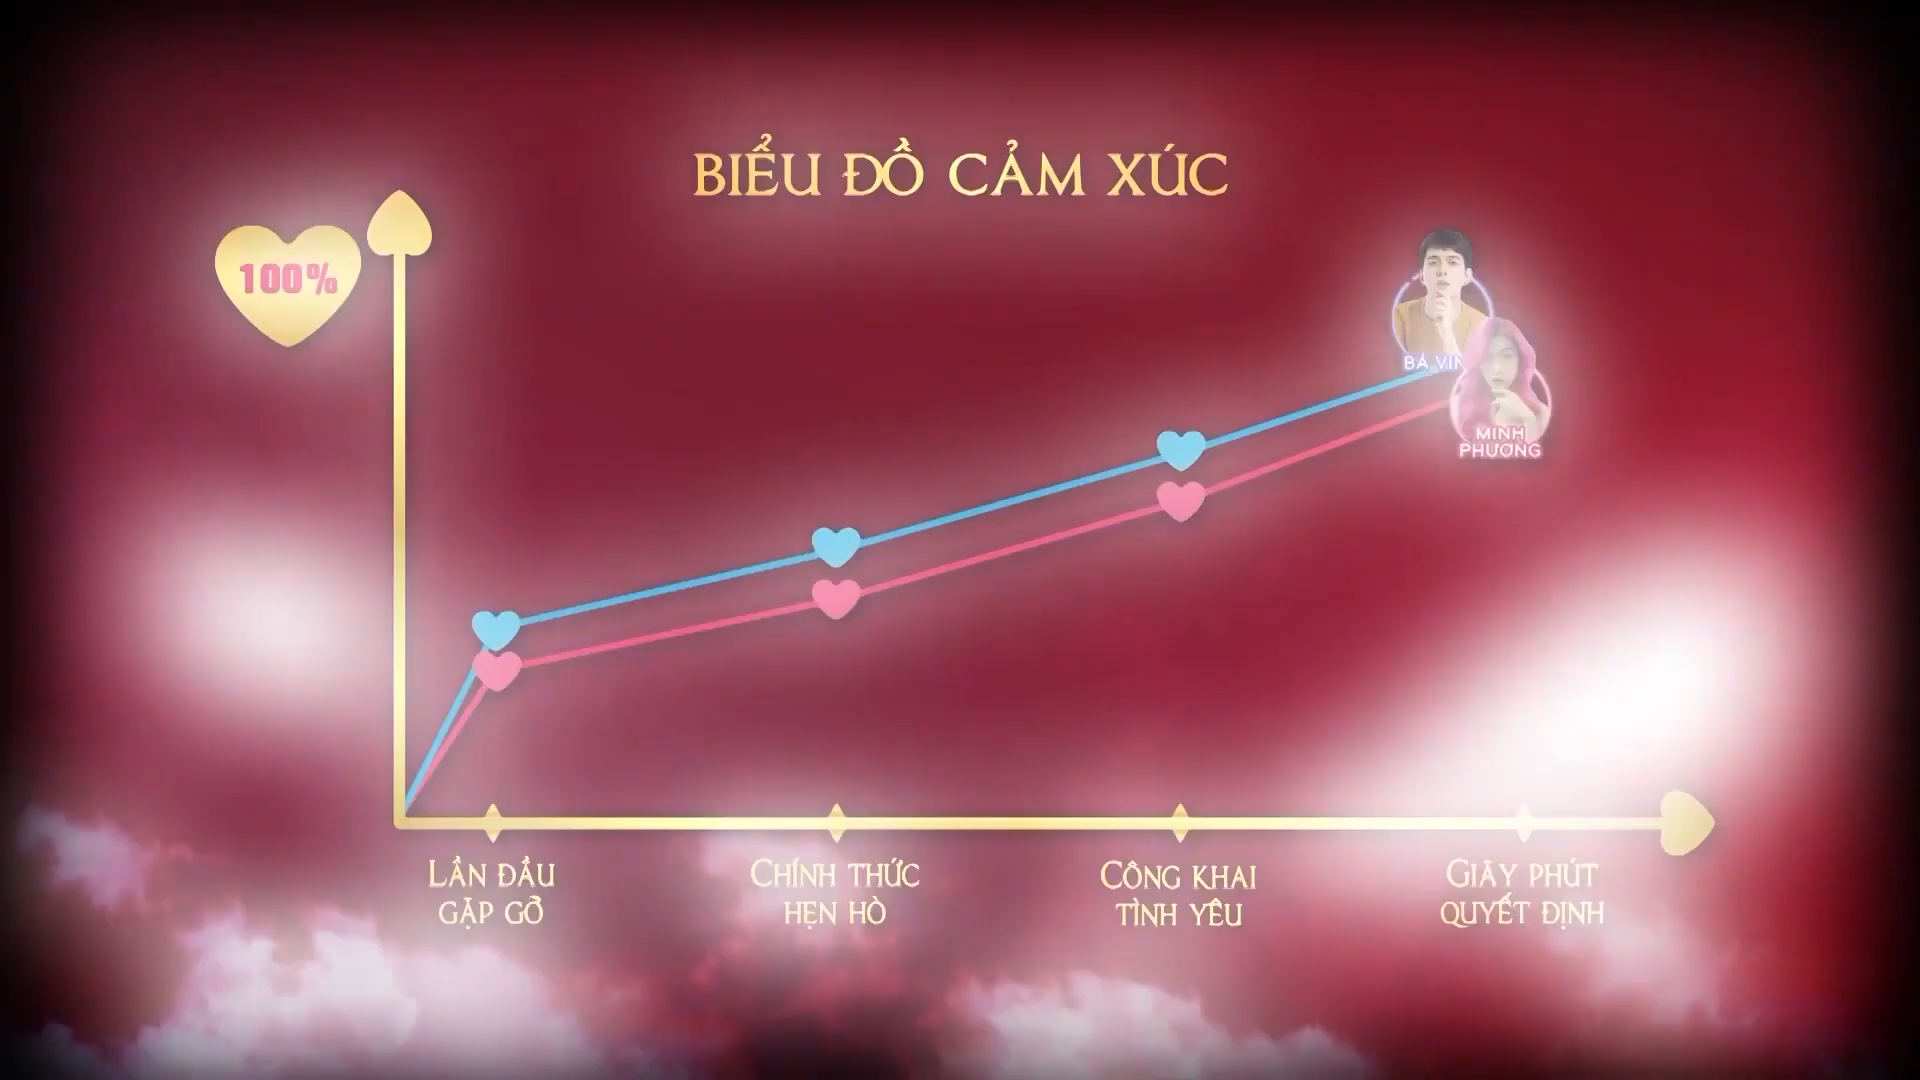 BIỂU ĐỒ CẢM XÚC
100%
BÁ
MINH
PHƯƠNG
LẦN ĐẦU
GẶP GỠ
CHÍNH THỨC
HẸN HÒ
CÔNG KHAI
TÌNH YÊU
GIÂY PHÚT
QUYẾT ĐỊNH